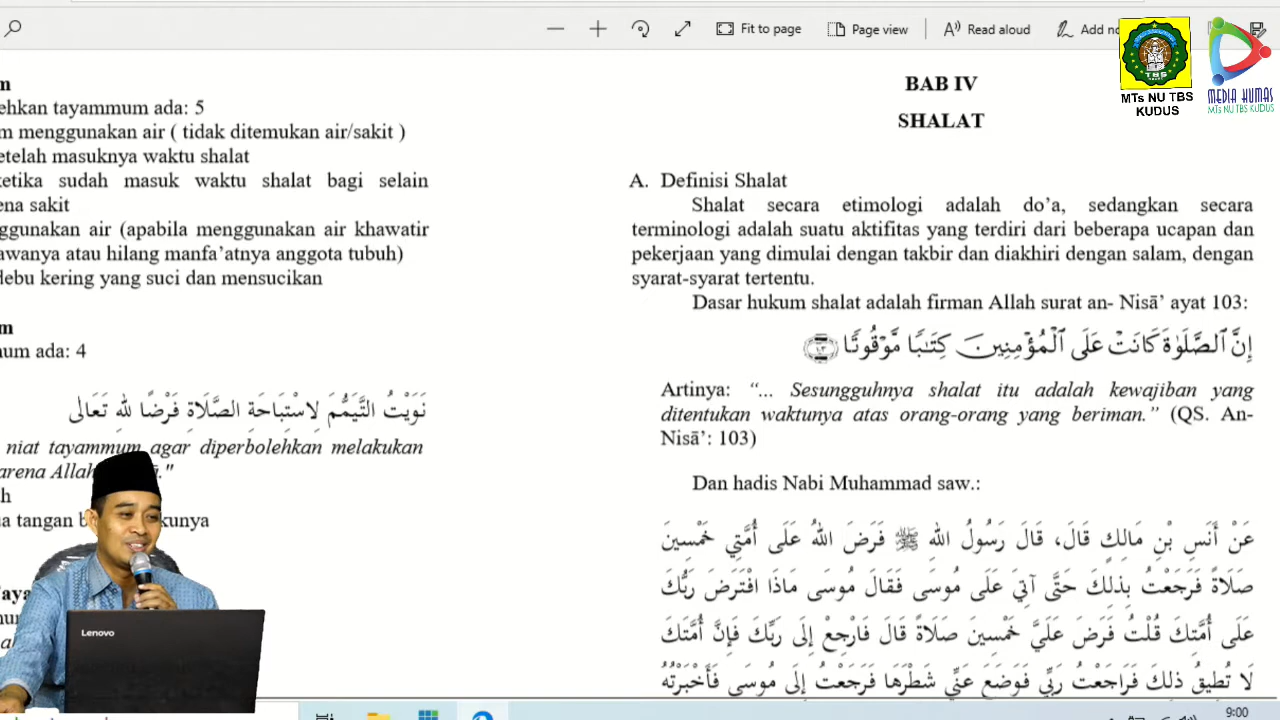 Fit to page
Page view
Read aloud
Add no
MTs NU TBS
KUDUS
MEDIA HUMAS
MTs NU TBS KUDUS
m
ehkan tayammum ada: 5
m menggunakan air ( tidak ditemukan air/sakit )
etelah masuknya waktu shalat
ketika sudah masuk waktu shalat bagi selain
ena sakit
ggunakan air (apabila menggunakan air khawatir
awanya atau hilang manfa’atnya anggota tubuh)
debu kering yang suci dan mensucikan
m
num ada: 4
نَوَيْتُ التَّيَمُّمَ لِاسْتِبَاحَةِ الصَّلَاةِ فَرْضًا للهِ تَعَالَى
niat tayammum agar diperbolehkan melakukan
arena Allah
."
h
a tangan b
kunya
BAB IV
SHALAT
A. Definisi Shalat
Shalat secara etimologi adalah do’a, sedangkan secara
terminologi adalah suatu aktifitas yang terdiri dari beberapa ucapan dan
pekerjaan yang dimulai dengan takbir dan diakhiri dengan salam, dengan
syarat-syarat tertentu.
Dasar hukum shalat adalah firman Allah surat an- Nisā’ ayat 103:
إِنَّ ٱلصَّلَوٰةَ كَانَتْ عَلَى ٱلْمُؤْمِنِينَ كِتَـٰبًا مَّوْقُوتًا ١٠٣
Artinya: “... Sesungguhnya shalat itu adalah kewajiban yang
ditentukan waktunya atas orang-orang yang beriman.” (QS. An-
Nisā’: 103)
Dan hadis Nabi Muhammad saw.:
عَنْ أَنَسِ بْنِ مَالِكٍ قَالَ، قَالَ رَسُولُ اللهِ ﷺ فَرَضَ اللهُ عَلَى أُمَّتِي خَمْسِينَ
صَلَاةً فَرَجَعْتُ بِذلِكَ حَتَّى آتِيَ عَلَى مُوسَى فَقَالَ مُوسَى مَاذَا افْتَرَضَ رَبُّكَ
عَلَى أُمَّتِكَ قُلْتُ فَرَضَ عَلَيَّ خَمْسِينَ صَلَاةً قَالَ فَارْجِعْ إِلَى رَبِّكَ فَإِنَّ أُمَّتَكَ
لَا تُطِيقُ ذلِكَ فَرَاجَعْتُ رَبِّي فَوَضَعَ عَنِّي شَطْرَهَا فَرَجَعْتُ إِلَى مُوسَى فَأَخْبَرْتُهُ
Lenovo
9:00